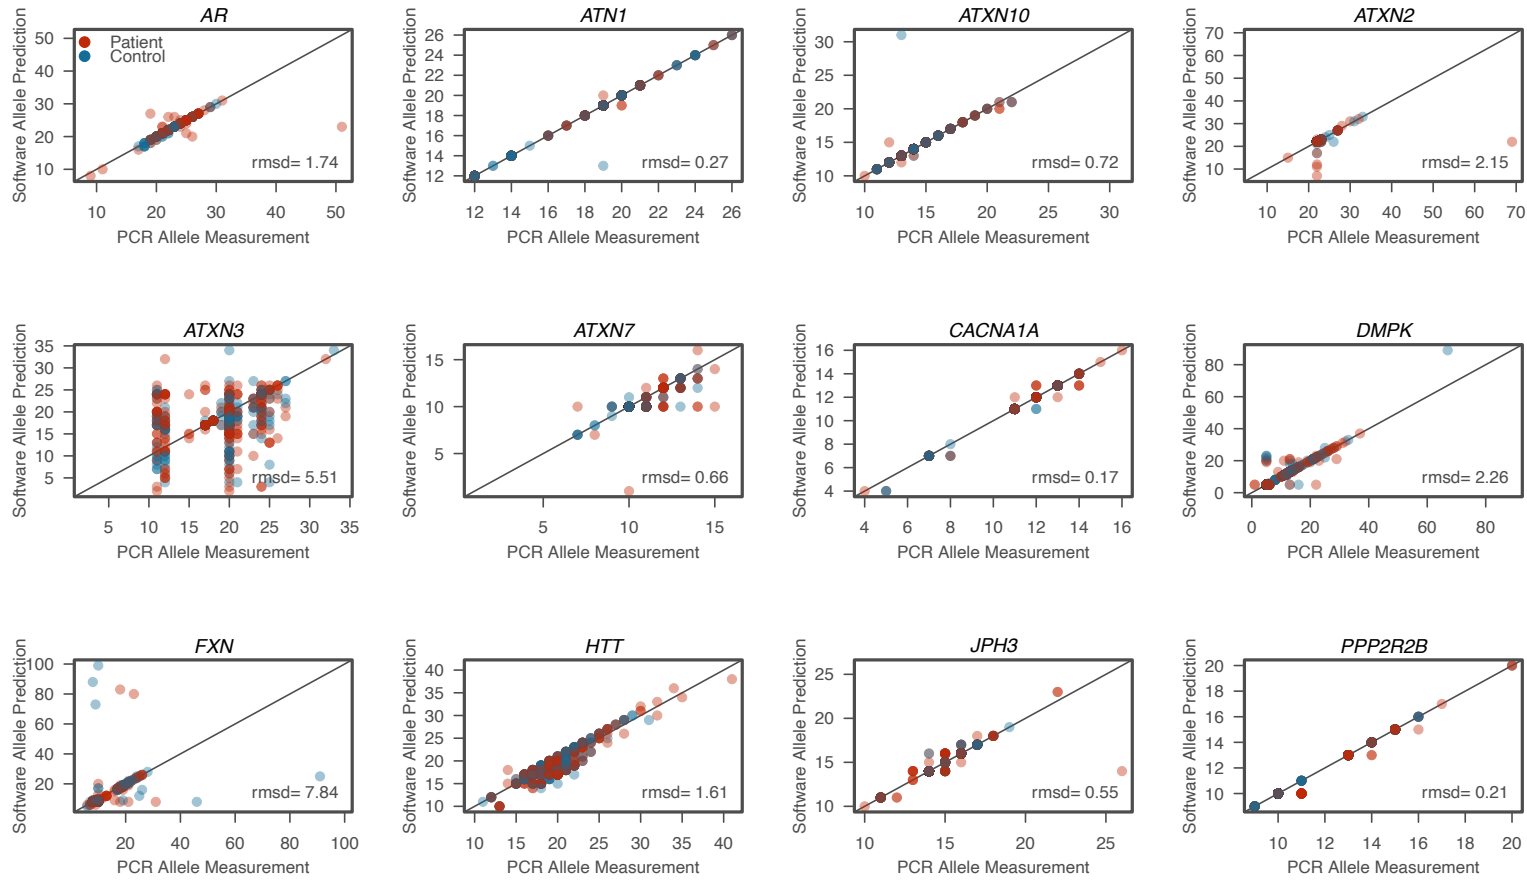 AR
Software Allele Prediction
50
40
30
20
10
Patient
Control
rmsd= 1.74
10 20 30 40 50
PCR Allele Measurement
ATN1
Software Allele Prediction
26
24
22
20
18
16
14
12
rmsd= 0.27
12 14 16 18 20 22 24 26
PCR Allele Measurement
ATXN10
Software Allele Prediction
30
25
20
15
10
rmsd= 0.72
10 15 20 25 30
PCR Allele Measurement
ATXN2
Software Allele Prediction
70
60
50
40
30
20
10
rmsd= 2.15
10 20 30 40 50 60 70
PCR Allele Measurement
ATXN3
Software Allele Prediction
35
30
25
20
15
10
5
rmsd= 5.51
5 10 15 20 25 30 35
PCR Allele Measurement
ATXN7
Software Allele Prediction
15
10
5
rmsd= 0.66
5 10 15
PCR Allele Measurement
CACNA1A
Software Allele Prediction
16
14
12
10
8
6
4
rmsd= 0.17
4 6 8 10 12 14 16
PCR Allele Measurement
DMPK
Software Allele Prediction
80
60
40
20
0
rmsd= 2.26
0 20 40 60 80
PCR Allele Measurement
FXN
Software Allele Prediction
100
80
60
40
20
rmsd= 7.84
20 40 60 80 100
PCR Allele Measurement
HTT
Software Allele Prediction
40
35
30
25
20
15
10
rmsd= 1.61
10 15 20 25 30 35 40
PCR Allele Measurement
JPH3
Software Allele Prediction
25
20
15
10
rmsd= 0.55
10 15 20 25
PCR Allele Measurement
PPP2R2B
Software Allele Prediction
20
18
16
14
12
10
rmsd= 0.21
10 12 14 16 18 20
PCR Allele Measurement